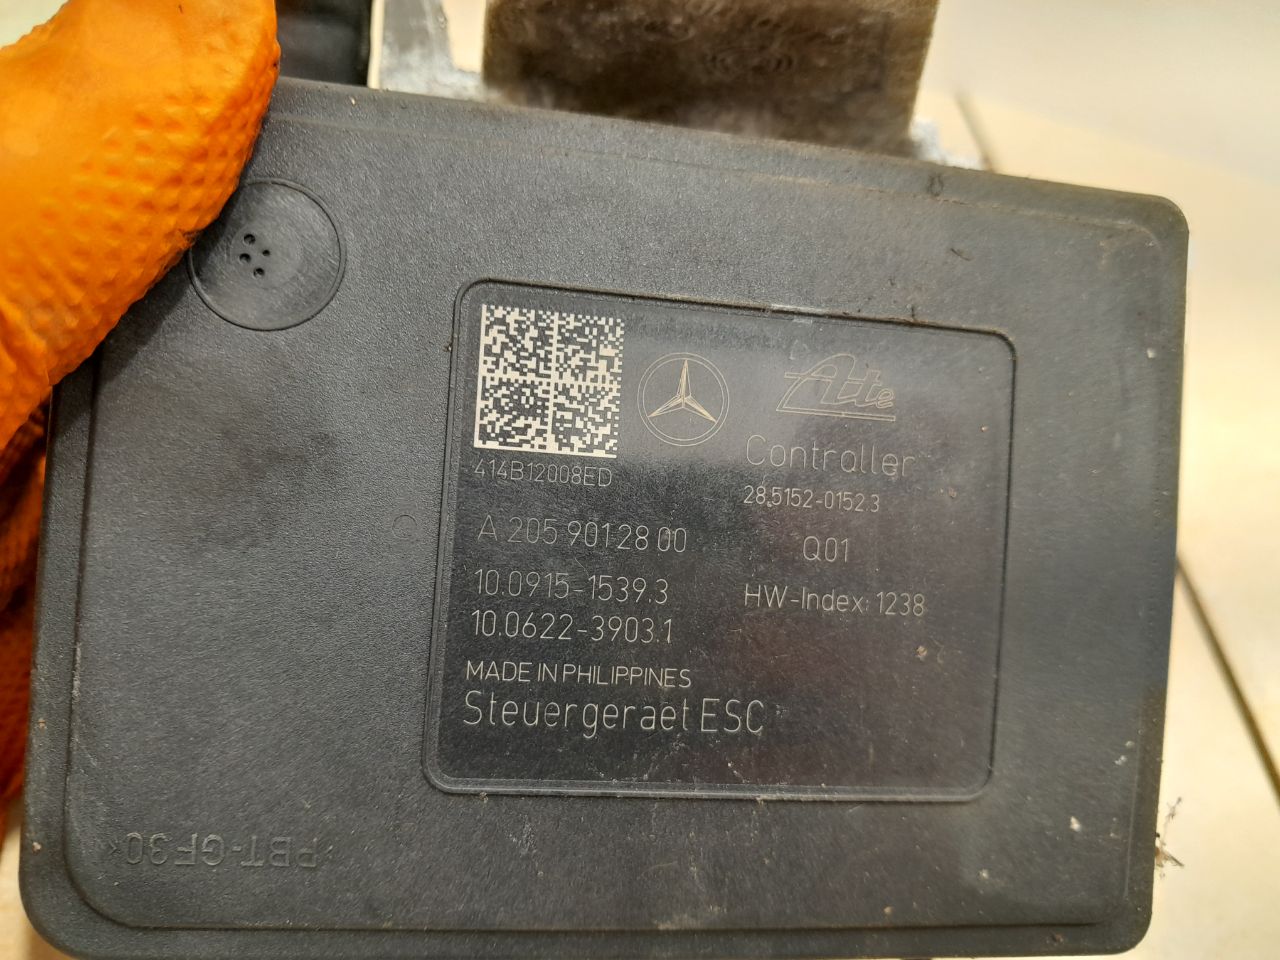 Ate
Controller
414B12008ED
28.5152-0152.3
A 205 901 28 00
Q01
10.0915-1539.3
HW-Index: 1238
10.0622-3903.1
MADE IN PHILIPPINES
Steuergeraet ESC
>PBT-GF30<